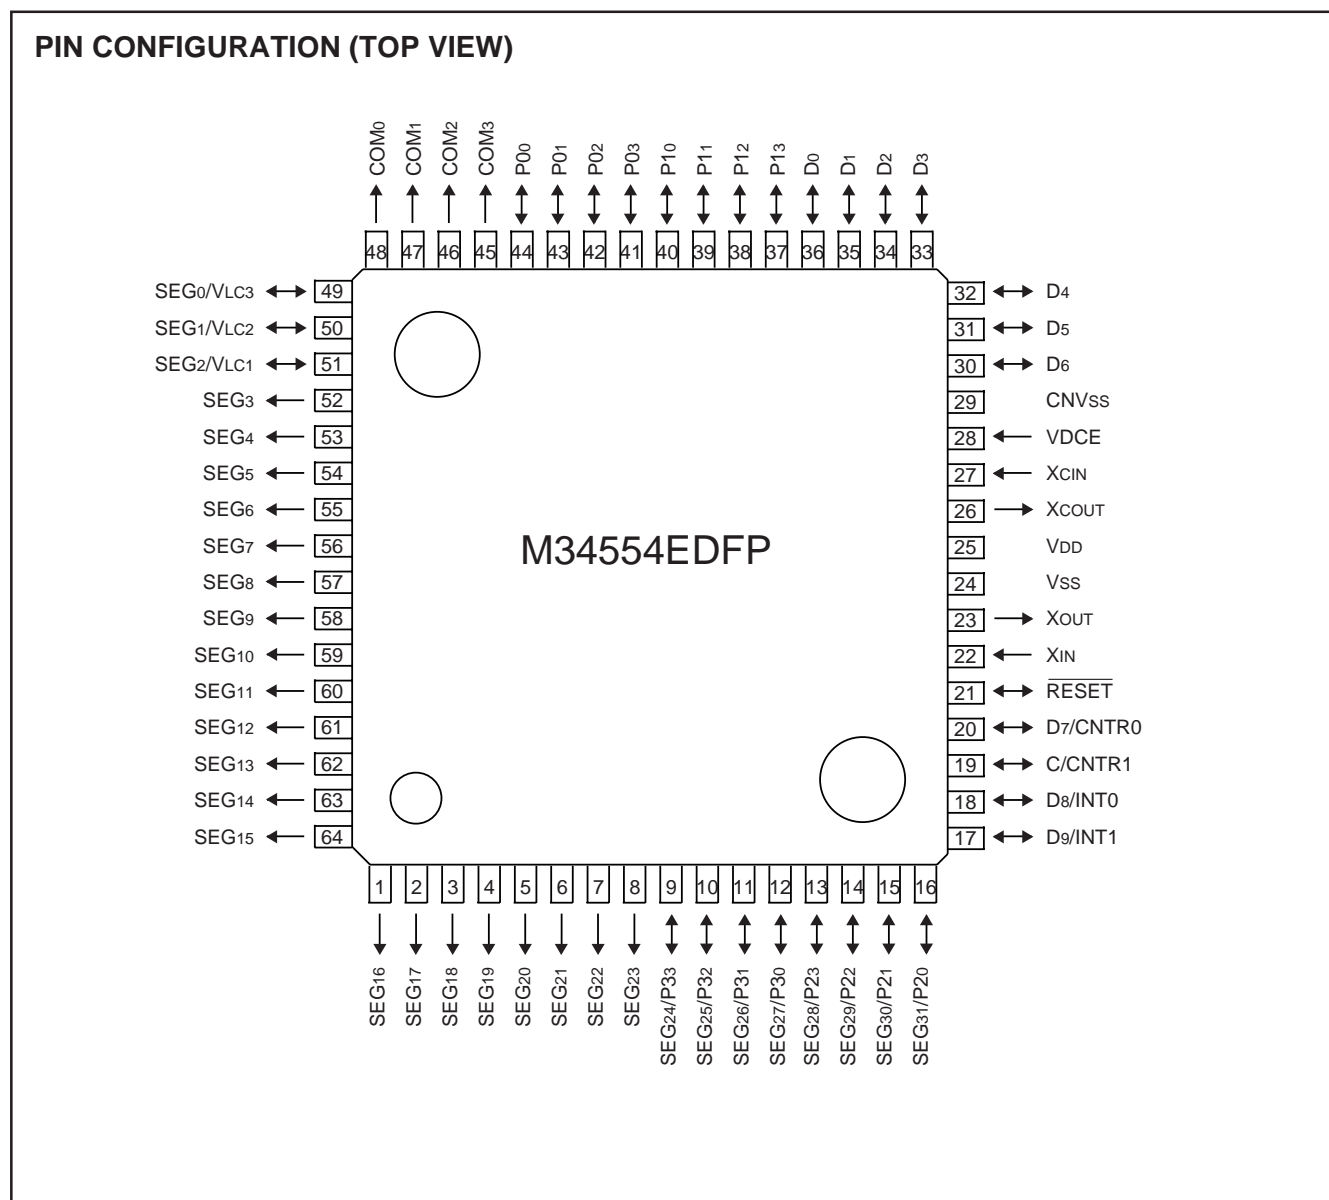 PIN CONFIGURATION (TOP VIEW)
COM0
COM1
COM2
COM3
P00
P01
P02
P03
P10
P11
P12
P13
D0
D1
D2
D3
48 47 46 45 44 43 42 41 40 39 38 37 36 35 34 33
SEG0/VLC3 49
SEG1/VLC2 50
SEG2/VLC1 51
SEG3 52
SEG4 53
SEG5 54
SEG6 55
SEG7 56
SEG8 57
SEG9 58
SEG10 59
SEG11 60
SEG12 61
SEG13 62
SEG14 63
SEG15 64
M34554EDFP
32 D4
31 D5
30 D6
29 CNVSS
28 VDCE
27 XCIN
26 XCOUT
25 VDD
24 VSS
23 XOUT
22 XIN
21 RESET
20 D7/CNTR0
19 C/CNTR1
18 D8/INT0
17 D9/INT1
1 2 3 4 5 6 7 8 9 10 11 12 13 14 15 16
SEG16
SEG17
SEG18
SEG19
SEG20
SEG21
SEG22
SEG23
SEG24/P33
SEG25/P32
SEG26/P31
SEG27/P30
SEG28/P23
SEG29/P22
SEG30/P21
SEG31/P20